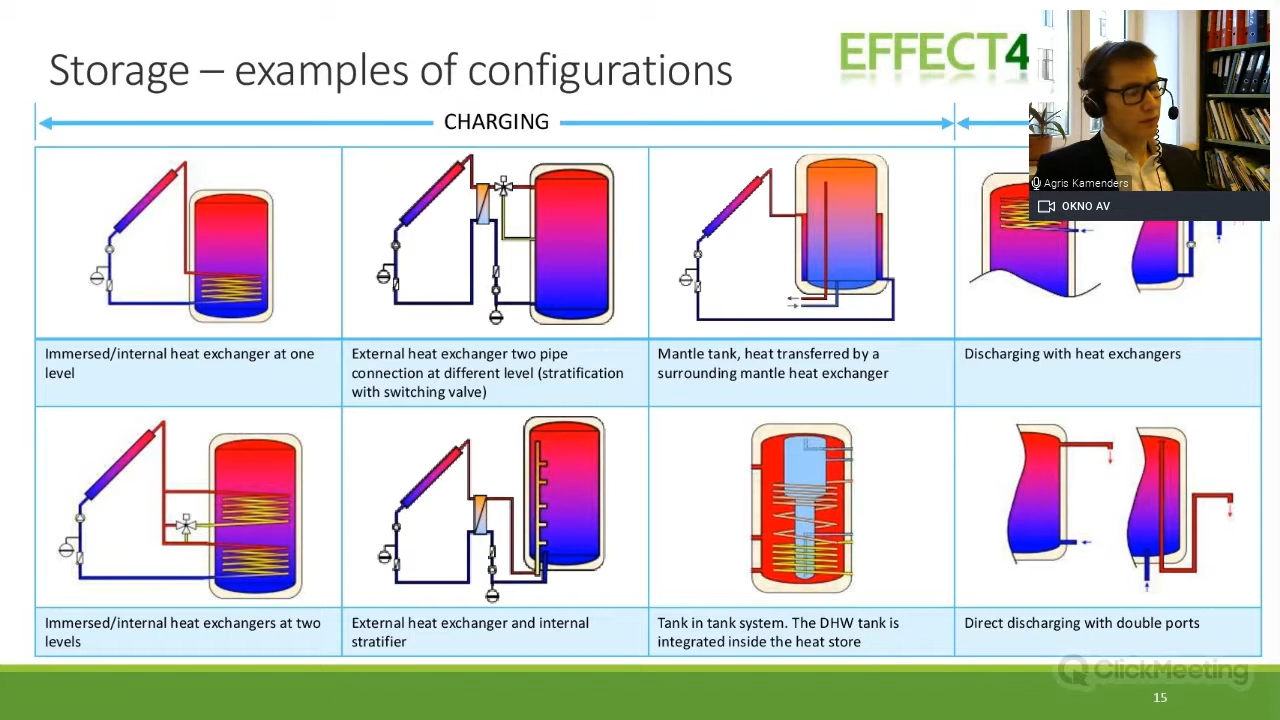 Storage – examples of configurations
EFFECT4
CHARGING
Agris Kamenders
OKNO AV
Immersed/internal heat exchanger at one
level
External heat exchanger two pipe
connection at different level (stratification
with switching valve)
Mantle tank, heat transferred by a
surrounding mantle heat exchanger
Discharging with heat exchangers
Immersed/internal heat exchangers at two
levels
External heat exchanger and internal
stratifier
Tank in tank system. The DHW tank is
integrated inside the heat store
Direct discharging with double ports
ClickMeeting
15